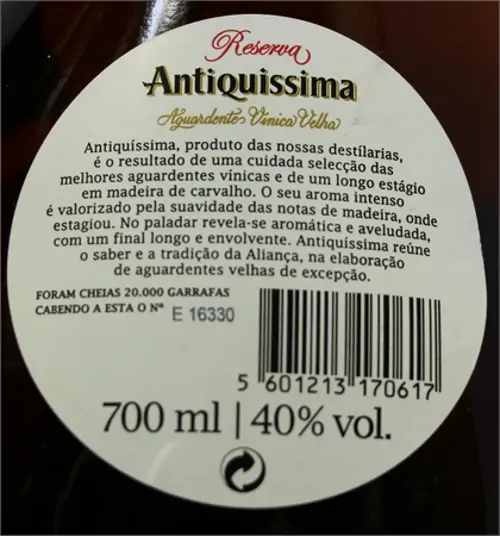 Reserva
Antiquissima
Aguardente Vinica Velha
Antiquíssima, produto das nossas destílarias,
é o resultado de uma cuidada selecção das
melhores aguardentes vínicas e de um longo estágio
em madeira de carvalho. O seu aroma intenso
é valorizado pela suavidade das notas de madeira, onde
estagiou. No paladar revela-se aromática e aveludada,
com um final longo e envolvente. Antiquíssima reúne
o saber e a tradição da Aliança, na elaboração
de aguardentes velhas de excepção.
FORAM CHEIAS 20.000 GARRAFAS
CABENDO A ESTA O Nº E 16330
5 601213 170617
700 ml | 40% vol.